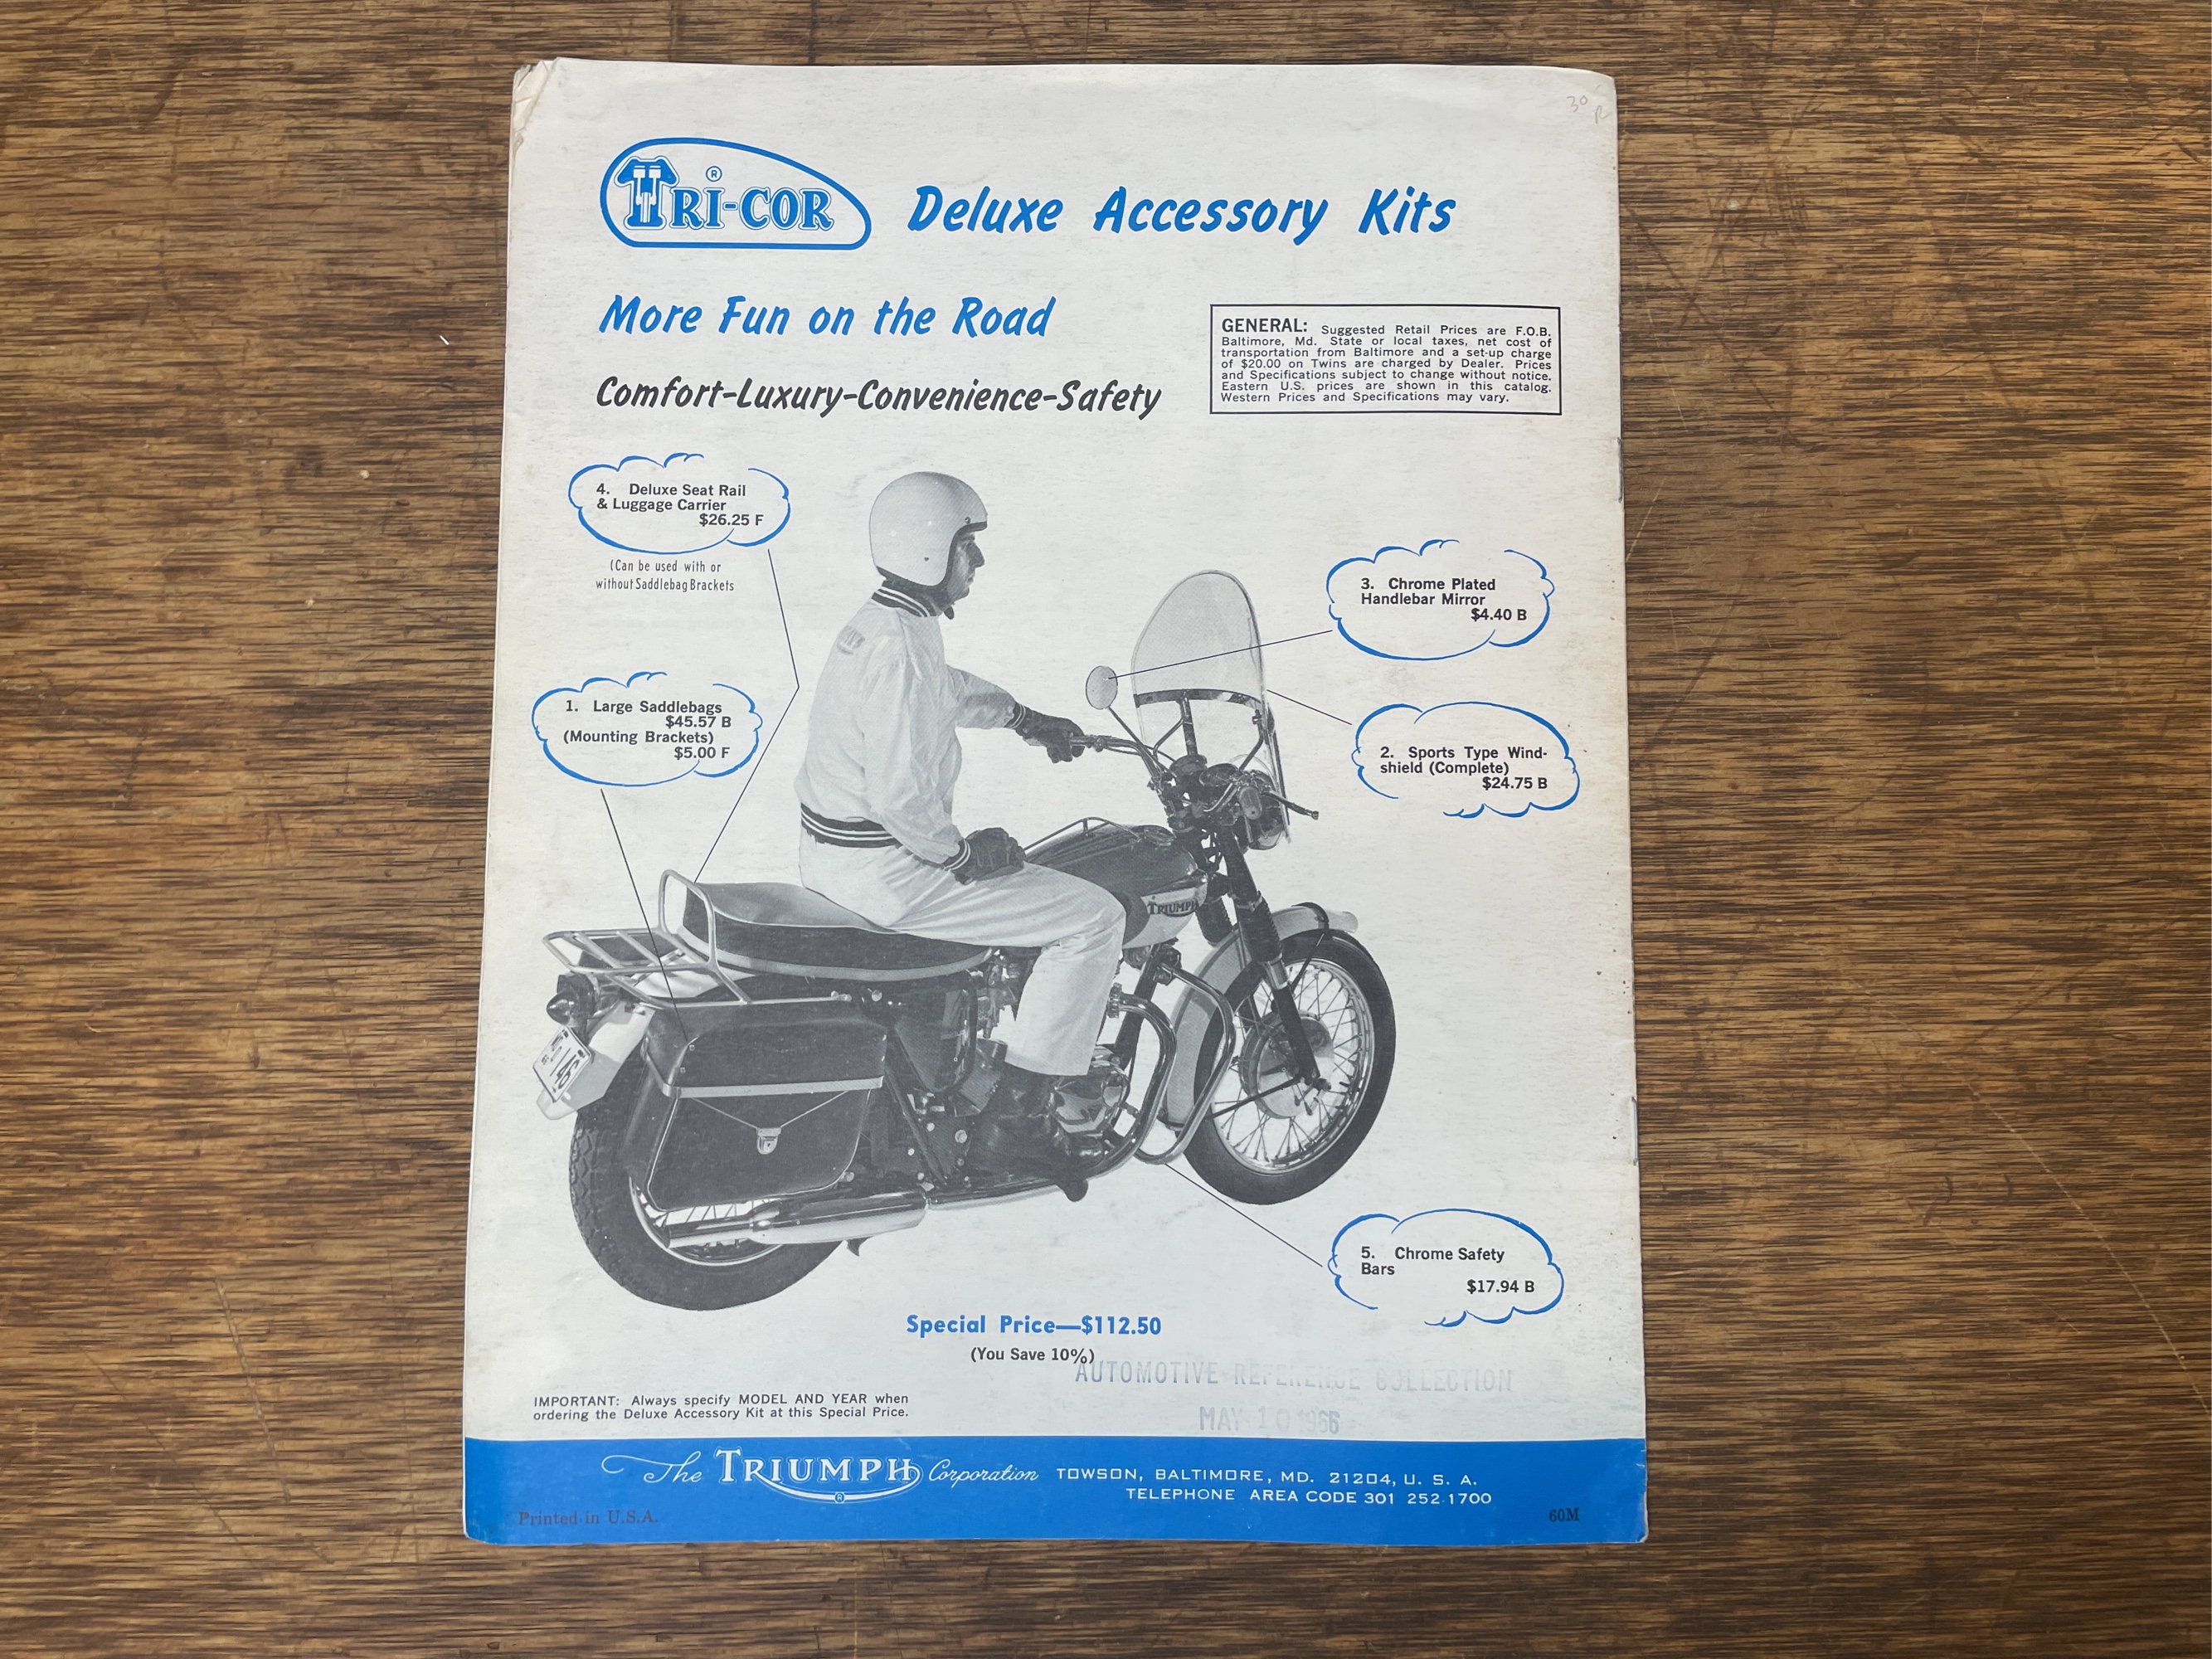 TRI-COR ® Deluxe Accessory Kits
More Fun on the Road
Comfort-Luxury-Convenience-Safety
GENERAL: Suggested Retail Prices are F.O.B.
Baltimore, Md. State or local taxes, net cost of
transportation from Baltimore and a set-up charge
of $20.00 on Twins are charged by Dealer. Prices
and Specifications subject to change without notice.
Eastern U.S. prices are shown in this catalog.
Western Prices and Specifications may vary.
4. Deluxe Seat Rail
& Luggage Carrier
$26.25 F
(Can be used with or
without Saddlebag Brackets
3. Chrome Plated
Handlebar Mirror
$4.40 B
1. Large Saddlebags
$45.57 B
(Mounting Brackets)
$5.00 F
2. Sports Type Wind-
shield (Complete)
$24.75 B
TRIUMPH
5. Chrome Safety
Bars
$17.94 B
Special Price—$112.50
(You Save 10%)
AUTOMOTIVE REFERENCE COLLECTION
MAY 10 1966
IMPORTANT: Always specify MODEL AND YEAR when
ordering the Deluxe Accessory Kit at this Special Price.
The TRIUMPH ® Corporation TOWSON, BALTIMORE, MD. 21204, U. S. A.
TELEPHONE AREA CODE 301 252 1700
Printed in U.S.A.
60M